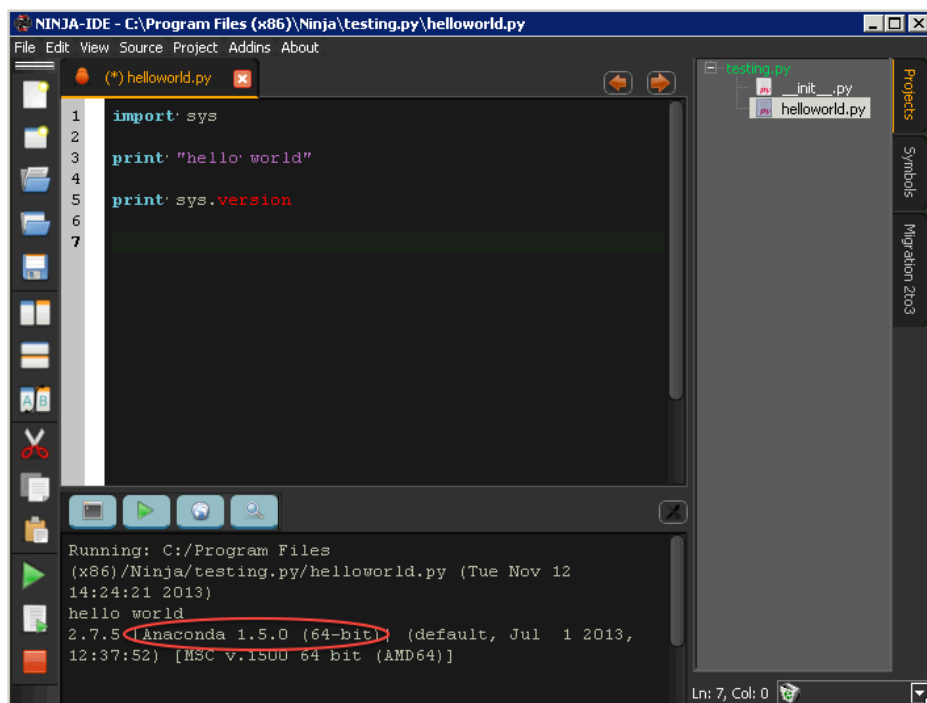 NINJA-IDE - C:\Program Files (x86)\Ninja\testing.py\helloworld.py
File Edit View Source Project Addins About
(*) helloworld.py
1 import sys
2
3 print "hello world"
4
5 print sys.version
6
7
testing.py
__init__.py
helloworld.py
Projects
Symbols
Migration 2to3
A B
Running: C:/Program Files
(x86)/Ninja/testing.py/helloworld.py (Tue Nov 12
14:24:21 2013)
hello world
2.7.5 |Anaconda 1.5.0 (64-bit)| (default, Jul  1 2013,
12:37:52) [MSC v.1500 64 bit (AMD64)]
Ln: 7, Col: 0